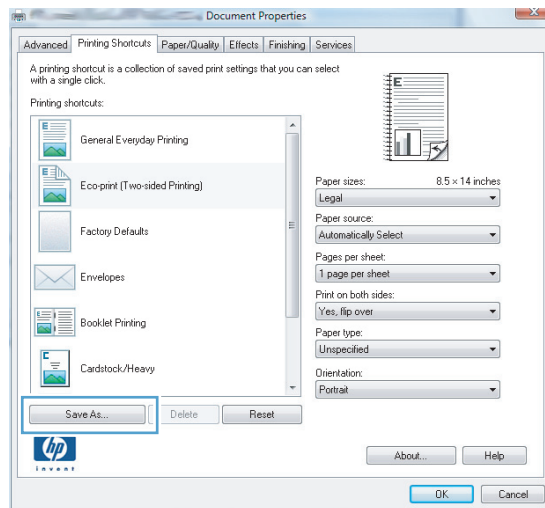 Document Properties
Advanced
Printing Shortcuts
Paper/Quality
Effects
Finishing
Services
A printing shortcut is a collection of saved print settings that you can select
with a single click.
Printing shortcuts:
General Everyday Printing
Eco-print (Two-sided Printing)
Factory Defaults
Envelopes
Booklet Printing
Cardstock/Heavy
Save As...
Delete
Reset
E
Paper sizes: 8.5 × 14 inches
Legal
Paper source:
Automatically Select
Pages per sheet:
1 page per sheet
Print on both sides:
Yes, flip over
Paper type:
Unspecified
Orientation:
Portrait
hp
invent
About...
Help
OK
Cancel